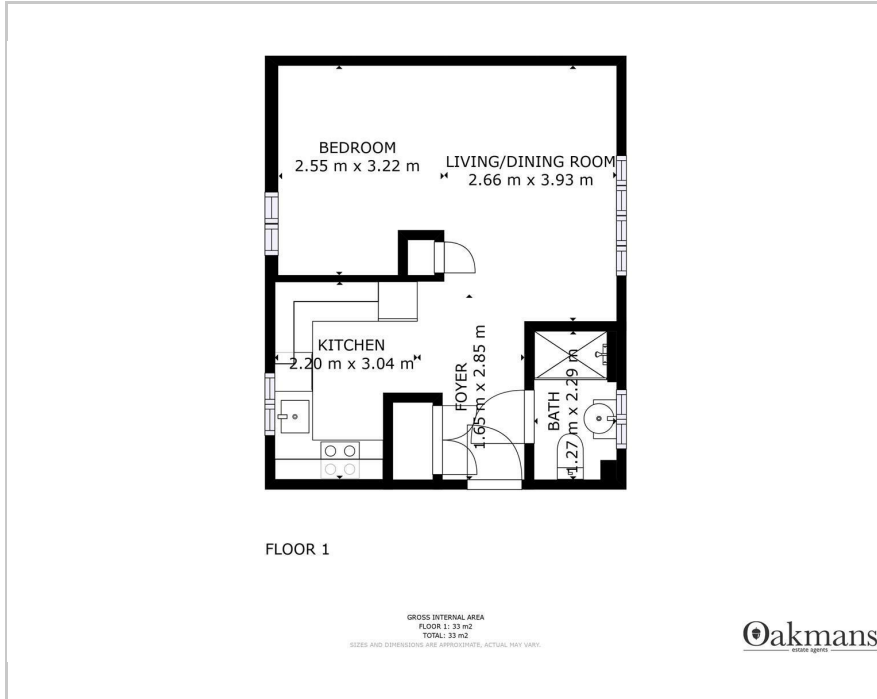 BEDROOM
2.55 m x 3.22 m
LIVING/DINING ROOM
2.66 m x 3.93 m
KITCHEN
2.20 m x 3.04 m
FOYER
1.65 m x 2.85 m
BATH
1.27 m x 2.29 m
FLOOR 1
GROSS INTERNAL AREA
FLOOR 1: 33 m2
TOTAL: 33 m2
SIZES AND DIMENSIONS ARE APPROXIMATE, ACTUAL MAY VARY.
Oakmans
estate agents